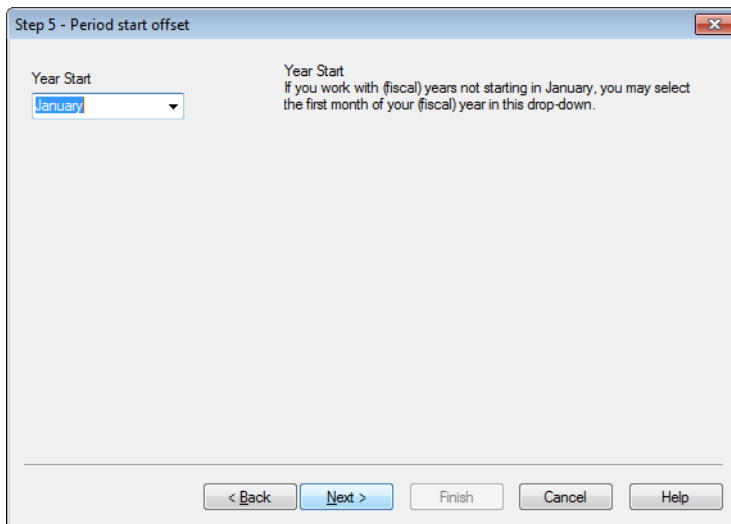 Step 5 - Period start offset
Year Start
January
Year Start
If you work with (fiscal) years not starting in January, you may select
the first month of your (fiscal) year in this drop-down.
< Back
Next >
Finish
Cancel
Help